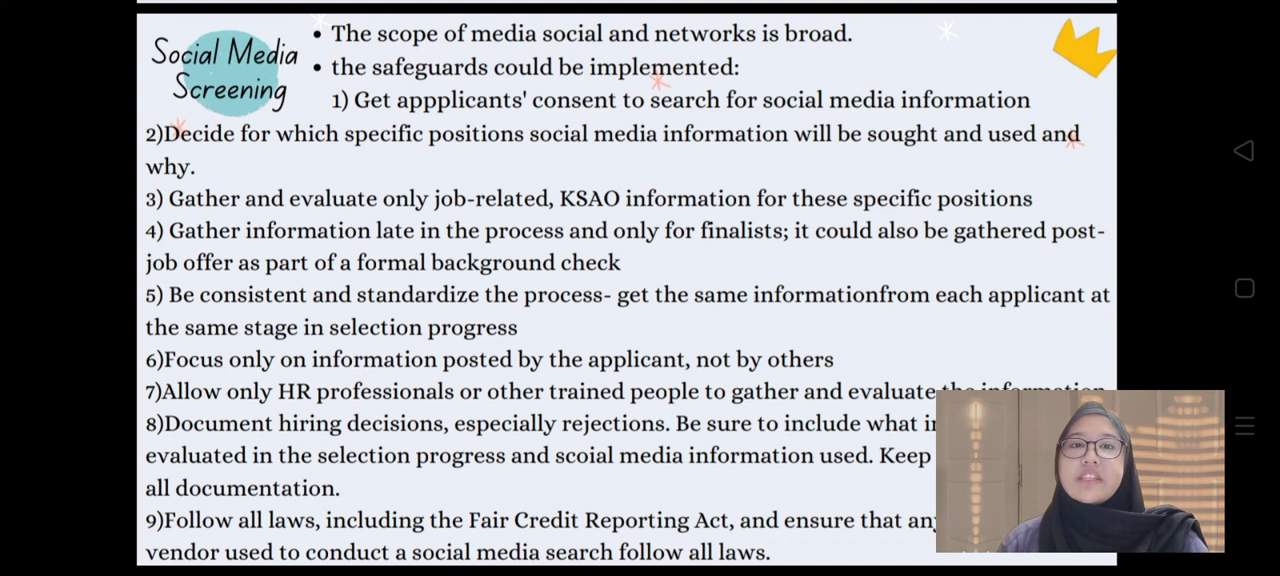 Social Media
Screening
• The scope of media social and networks is broad.
• the safeguards could be implemented:
1) Get appplicants' consent to search for social media information
2)Decide for which specific positions social media information will be sought and used and
why.
3) Gather and evaluate only job-related, KSAO information for these specific positions
4) Gather information late in the process and only for finalists; it could also be gathered post-
job offer as part of a formal background check
5) Be consistent and standardize the process- get the same informationfrom each applicant at
the same stage in selection progress
6)Focus only on information posted by the applicant, not by others
7)Allow only HR professionals or other trained people to gather and evaluate the information
8)Document hiring decisions, especially rejections. Be sure to include what
evaluated in the selection progress and scoial media information used. Keep
all documentation.
9)Follow all laws, including the Fair Credit Reporting Act, and ensure that
vendor used to conduct a social media search follow all laws.